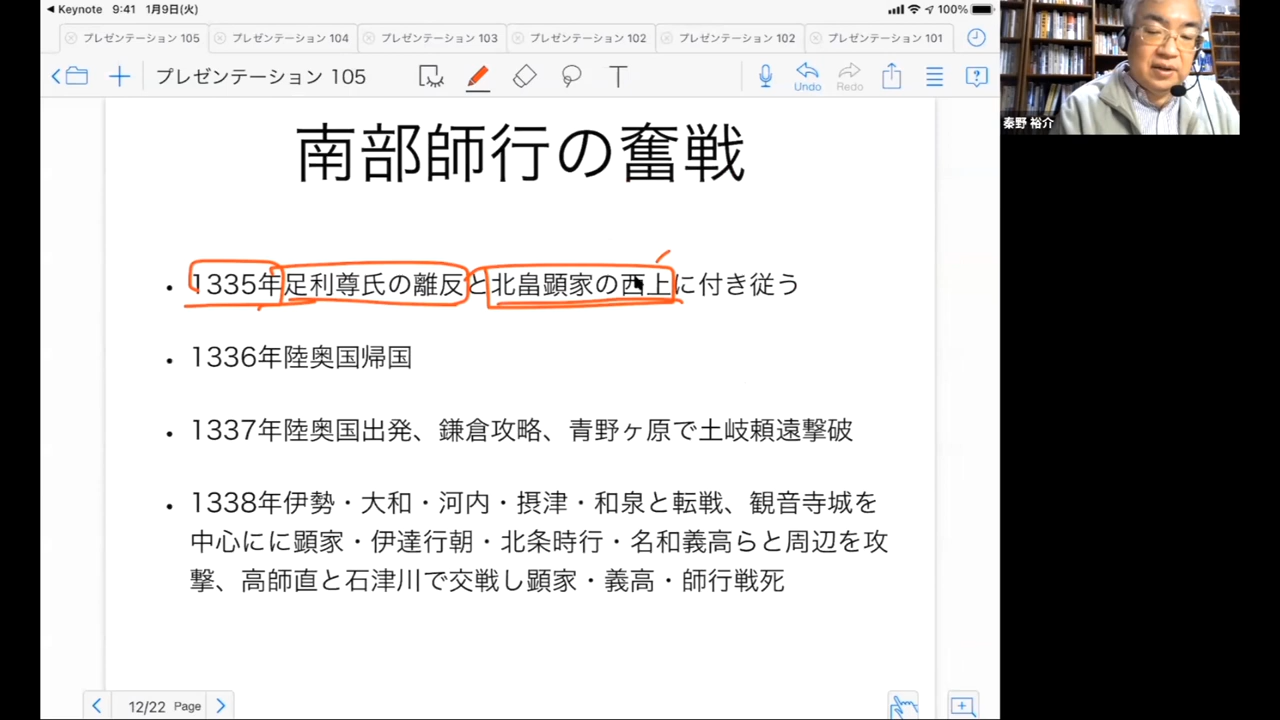 Keynote 9:41 1月9日(火) 100%
プレゼンテーション 105 プレゼンテーション 104 プレゼンテーション 103 プレゼンテーション 102 プレゼンテーション 102 プレゼンテーション 101
プレゼンテーション 105 T Undo Redo
秦野 裕介
南部師行の奮戦
・1335年足利尊氏の離反と北畠顕家の西上に付き従う
・1336年陸奥国帰国
・1337年陸奥国出発、鎌倉攻略、青野ヶ原で土岐頼遠撃破
・1338年伊勢・大和・河内・摂津・和泉と転戦、観音寺城を
中心にに顕家・伊達行朝・北条時行・名和義高らと周辺を攻
撃、高師直と石津川で交戦し顕家・義高・師行戦死
12/22 Page